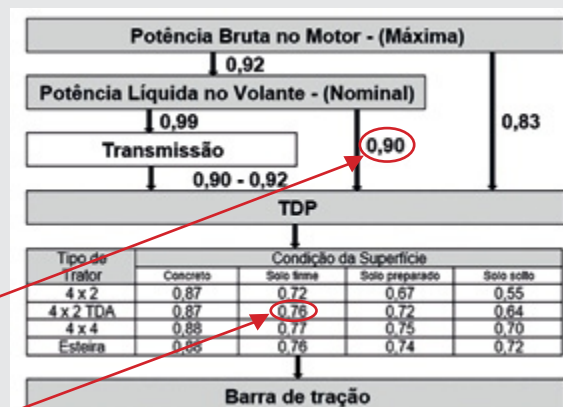 Potência Bruta no Motor - (Máxima)
0,92
Potência Líquida no Volante - (Nominal)
0,99
0,90
0,83
Transmissão
0,90 - 0,92
TDP
Tipo de Trator
Condição da Superfície
Concreto Solo firme Solo preparado Solo solto
4 x 2 0,87 0,72 0,67 0,55
4 x 2 TDA 0,87 0,76 0,72 0,64
4 x 4 0,88 0,77 0,75 0,70
Esteira 0,88 0,76 0,74 0,72
Barra de tração